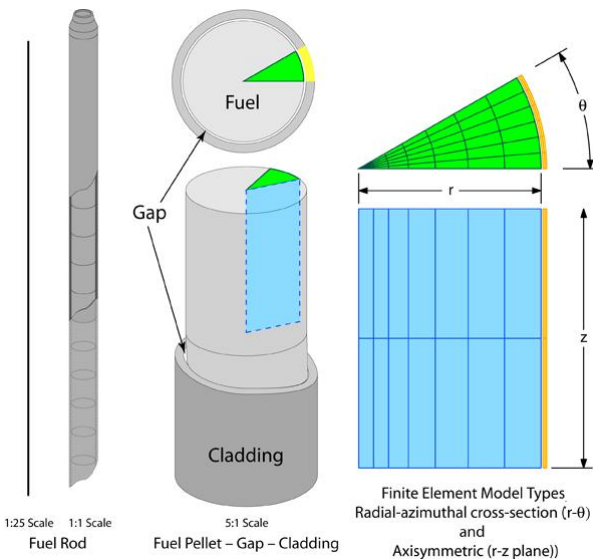 Fuel
Gap
Cladding
θ
r
z
1:25 Scale 1:1 Scale
Fuel Rod
5:1 Scale
Fuel Pellet – Gap – Cladding
Finite Element Model Types
Radial-azimuthal cross-section (r-θ)
and
Axisymmetric (r-z plane))